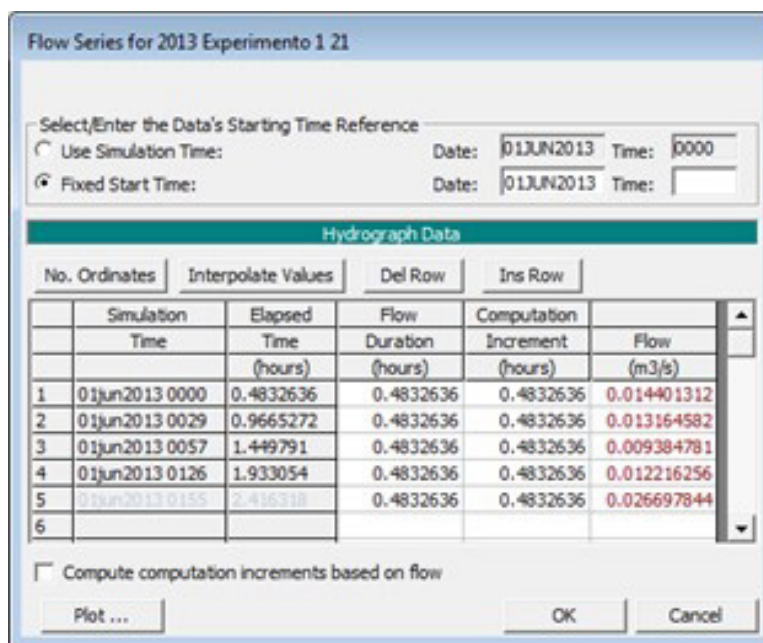 Flow Series for 2013 Experimento 1 21
Select/Enter the Data's Starting Time Reference
Use Simulation Time: Date: 01JUN2013 Time: 0000
Fixed Start Time: Date: 01JUN2013 Time:
Hydrograph Data
No. Ordinates Interpolate Values Del Row Ins Row
Simulation Elapsed Flow Computation
Time Time Duration Increment Flow
(hours) (hours) (hours) (m3/s)
1 01jun2013 0000 0.4832636 0.4832636 0.4832636 0.014401312
2 01jun2013 0029 0.9665272 0.4832636 0.4832636 0.013164582
3 01jun2013 0057 1.449791 0.4832636 0.4832636 0.009384781
4 01jun2013 0126 1.933054 0.4832636 0.4832636 0.012216256
5 01jun2013 0155 2.416318 0.4832636 0.4832636 0.026697844
6
Compute computation increments based on flow
Plot ... OK Cancel